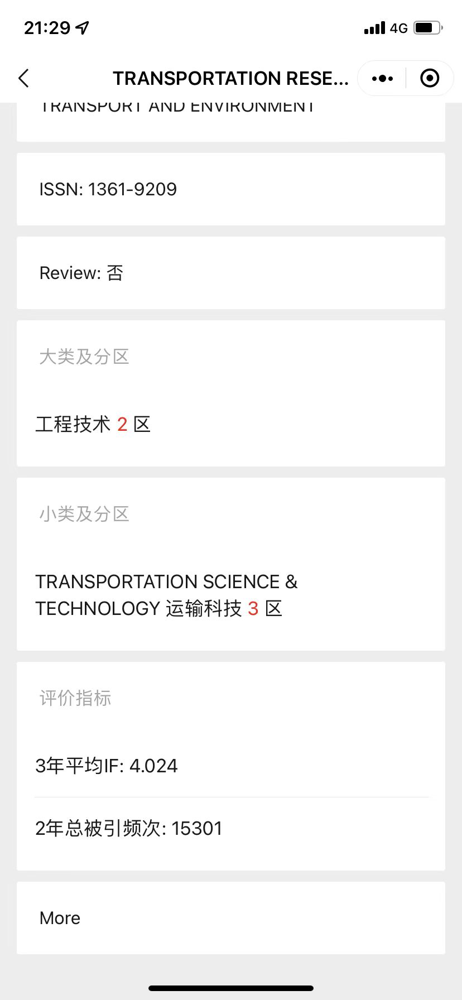 21:29
4G
TRANSPORTATION RESE...
TRANSPORT AND ENVIRONMENT
ISSN: 1361-9209
Review: 否
大类及分区
工程技术 2 区
小类及分区
TRANSPORTATION SCIENCE &
TECHNOLOGY 运输科技 3 区
评价指标
3年平均IF: 4.024
2年总被引频次: 15301
More